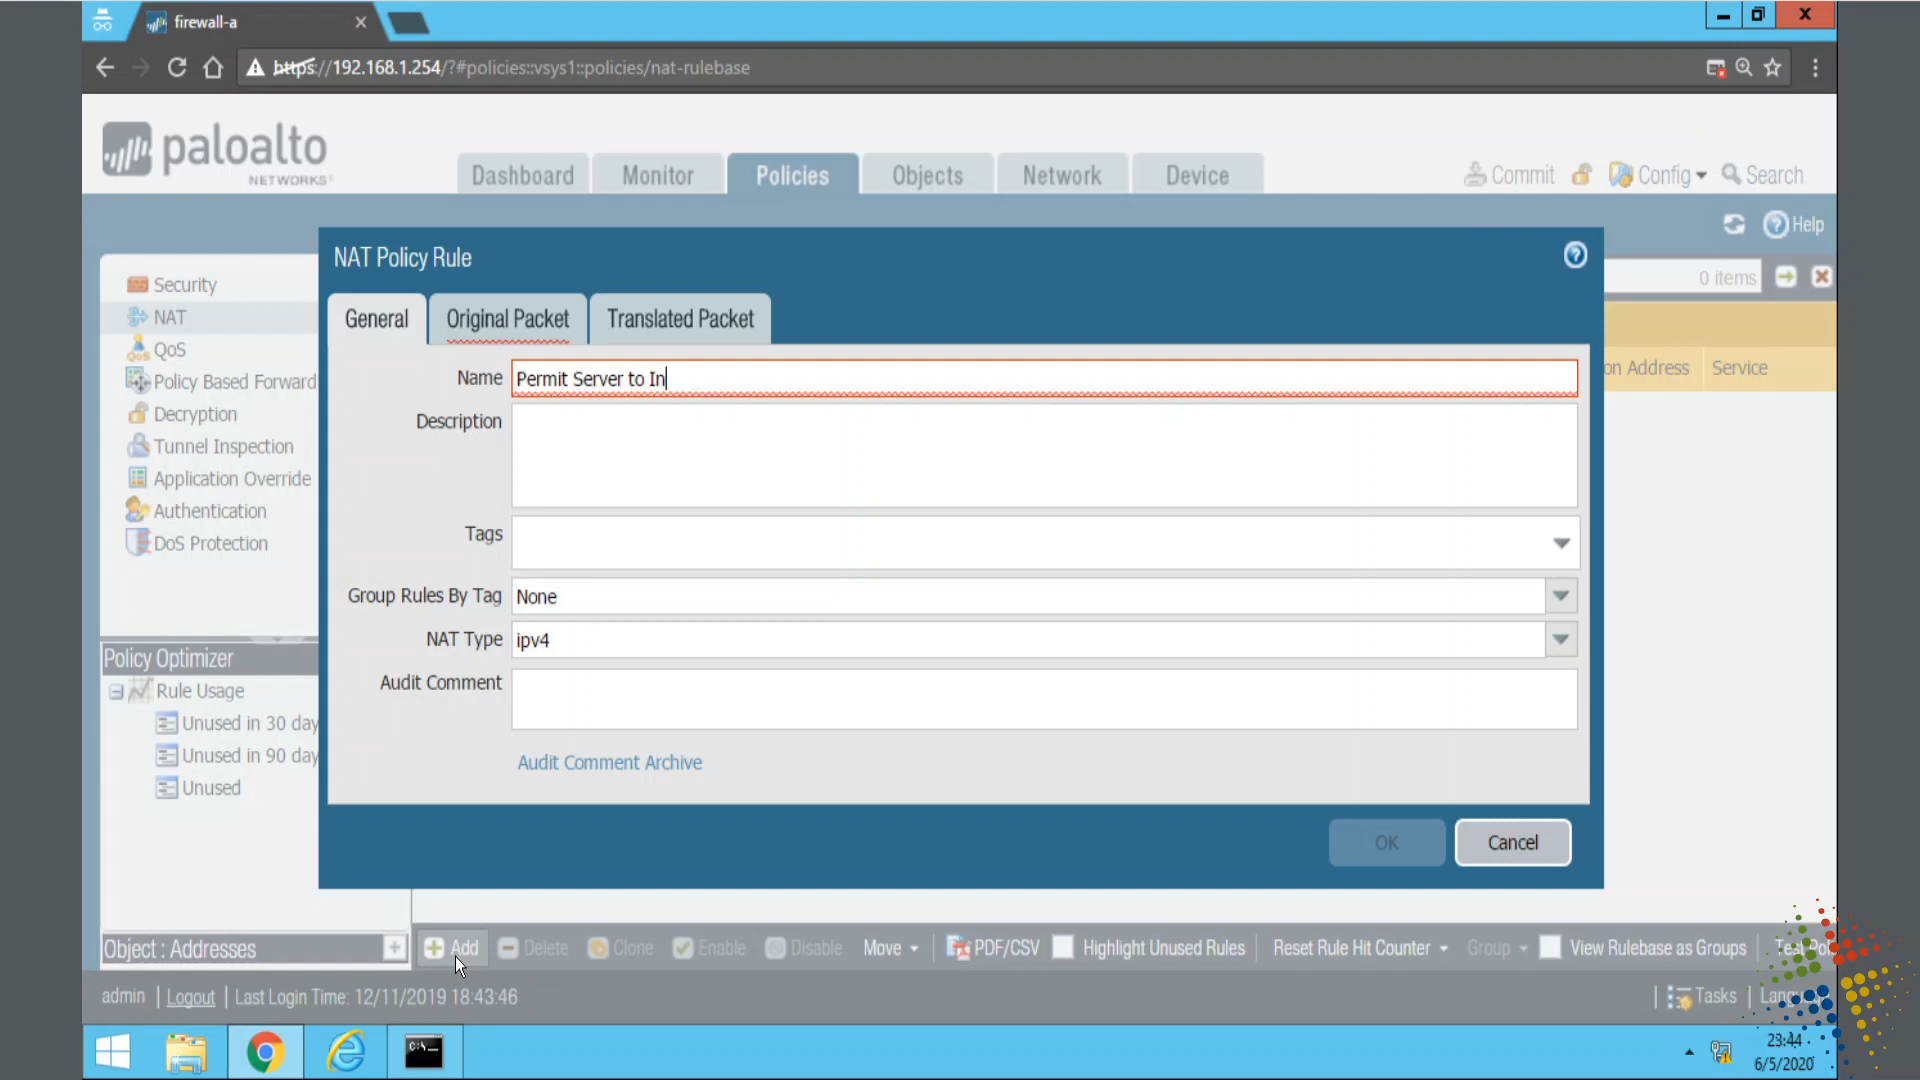 firewall-a
https://192.168.1.254/?#policies::vsys1::policies/nat-rulebase
paloalto
NETWORKS
Dashboard
Monitor
Policies
Objects
Network
Device
Commit
Config
Search
Help
Security
NAT
QoS
Policy Based Forward
Decryption
Tunnel Inspection
Application Override
Authentication
DoS Protection
0 items
on Address
Service
NAT Policy Rule
General
Original Packet
Translated Packet
Name
Permit Server to In
Description
Tags
Group Rules By Tag
None
NAT Type
ipv4
Audit Comment
Audit Comment Archive
OK
Cancel
Policy Optimizer
Rule Usage
Unused in 30 day
Unused in 90 day
Unused
Object : Addresses
Add
Delete
Clone
Enable
Disable
Move
PDF/CSV
Highlight Unused Rules
Reset Rule Hit Counter
Group
View Rulebase as Groups
admin | Logout | Last Login Time: 12/11/2019 18:43:46
Tasks
23:44
6/5/2020